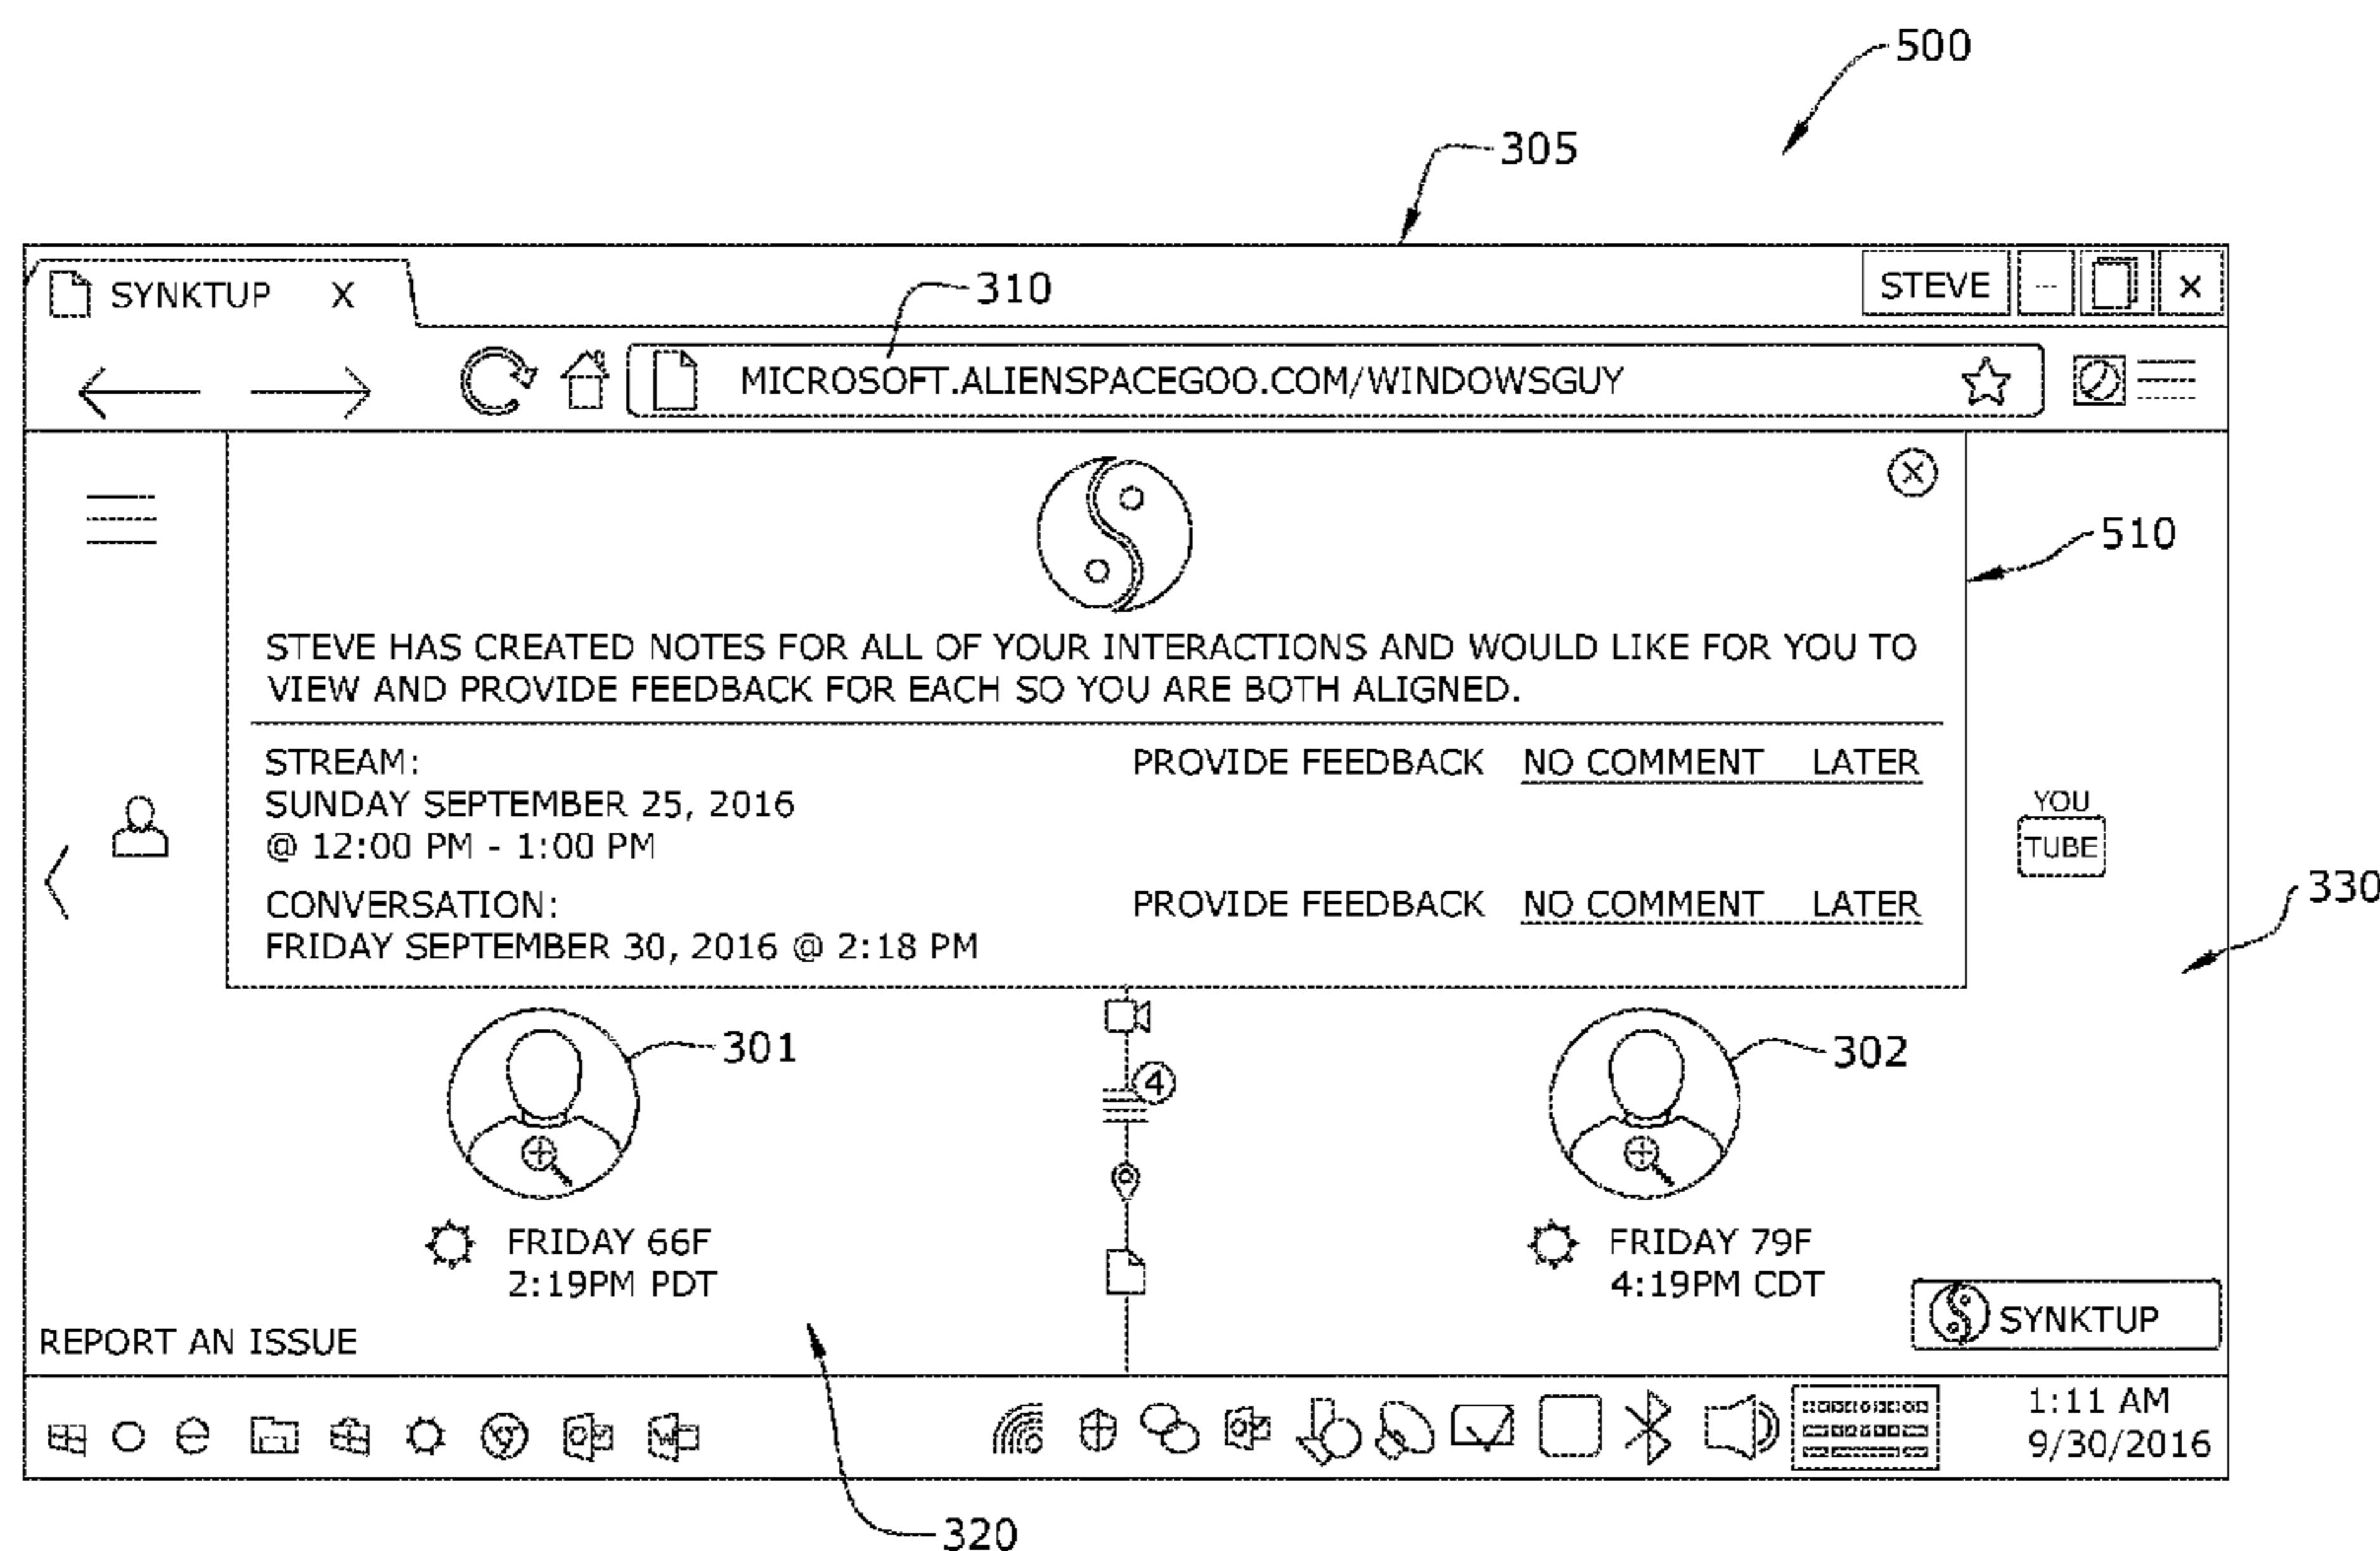 500
305
SYNKTUP X
310
STEVE
X
MICROSOFT.ALIENSPACEGOO.COM/WINDOWSGUY
510
STEVE HAS CREATED NOTES FOR ALL OF YOUR INTERACTIONS AND WOULD LIKE FOR YOU TO
VIEW AND PROVIDE FEEDBACK FOR EACH SO YOU ARE BOTH ALIGNED.
STREAM: PROVIDE FEEDBACK NO COMMENT LATER
SUNDAY SEPTEMBER 25, 2016
@ 12:00 PM - 1:00 PM
YOU
TUBE
CONVERSATION: PROVIDE FEEDBACK NO COMMENT LATER
FRIDAY SEPTEMBER 30, 2016 @ 2:18 PM
330
301
302
4
FRIDAY 66F
2:19PM PDT
FRIDAY 79F
4:19PM CDT
SYNKTUP
REPORT AN ISSUE
1:11 AM
9/30/2016
320